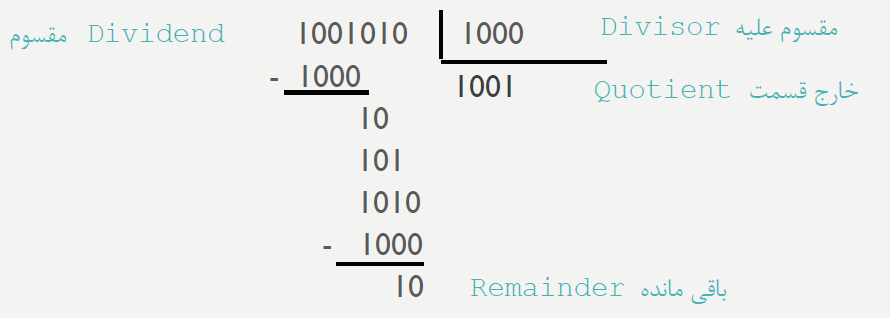 مقسوم Dividend 1001010 1000 Divisor مقسوم علیه
- 1000 1001 Quotient خارج قسمت
10
101
1010
- 1000
10 Remainder باقی مانده